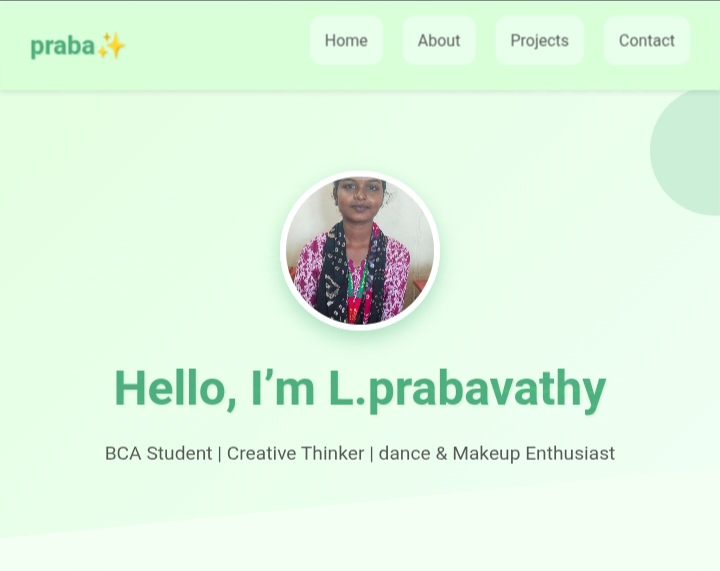 praba✨
Home
About
Projects
Contact
Hello, I’m L.prabavathy
BCA Student | Creative Thinker | dance & Makeup Enthusiast